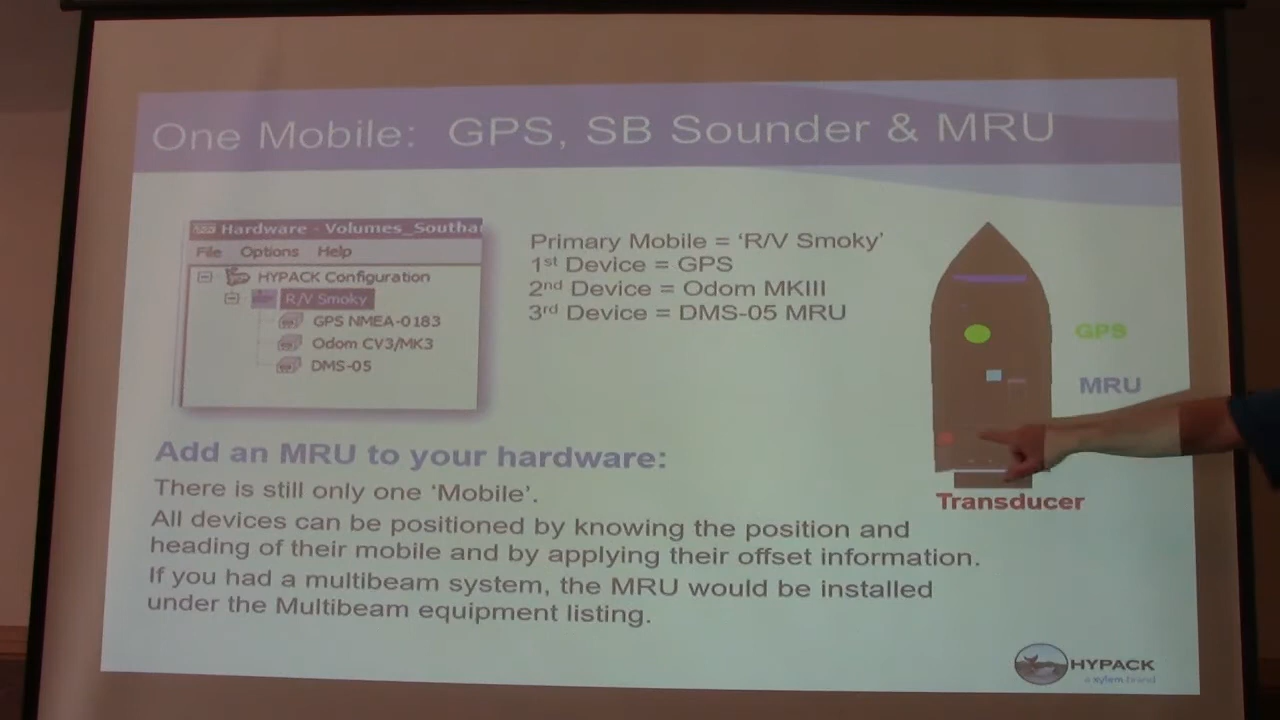 One Mobile: GPS, SB Sounder & MRU
Hardware - Volumes_Southa
File Options Help
HYPACK Configuration
R/V Smoky
GPS NMEA-0183
Odom CV3/MK3
DMS-05
Primary Mobile = ‘R/V Smoky’
1st Device = GPS
2nd Device = Odom MKIII
3rd Device = DMS-05 MRU
GPS
MRU
Transducer
Add an MRU to your hardware:
There is still only one ‘Mobile’.
All devices can be positioned by knowing the position and
heading of their mobile and by applying their offset information.
If you had a multibeam system, the MRU would be installed
under the Multibeam equipment listing.
HYPACK
a xylem brand